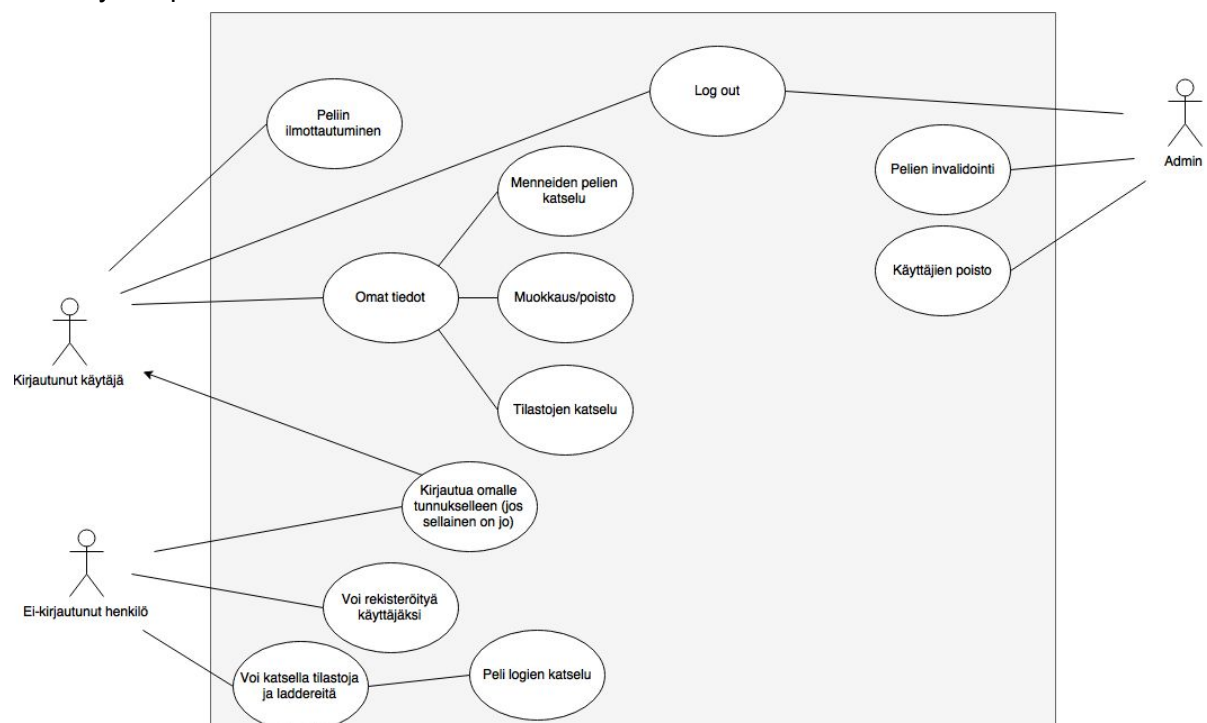 Log out
Peliin
ilmottautuminen
Admin
Pelien invalidointi
Menneiden pelien
katselu
Käyttäjien poisto
Omat tiedot
Muokkaus/poisto
Kirjautunut käytäjä
Tilastojen katselu
Kirjautua omalle
tunnukselleen (jos
sellainen on jo)
Ei-kirjautunut henkilö
Voi rekisteröityä
käyttäjäksi
Voi katsella tilastoja
ja laddereitä
Peli logien katselu